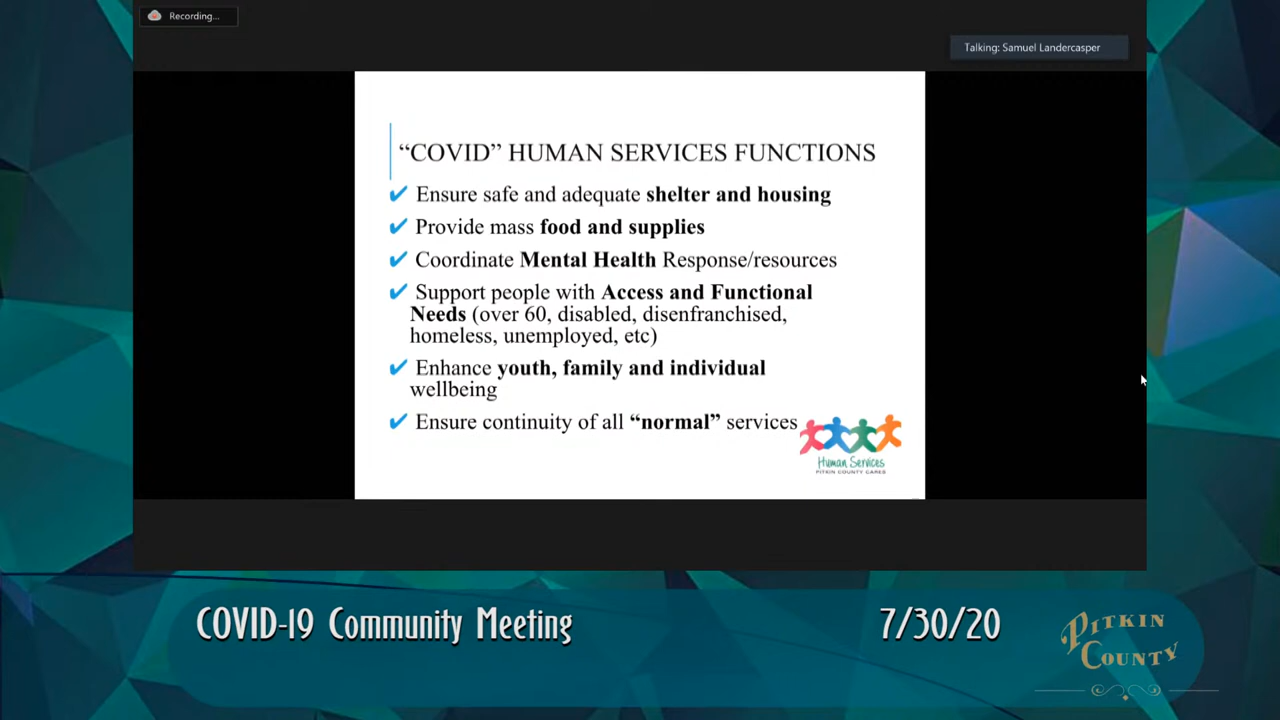 Recording...
Talking: Samuel Landercasper
“COVID” HUMAN SERVICES FUNCTIONS
✔ Ensure safe and adequate shelter and housing
✔ Provide mass food and supplies
✔ Coordinate Mental Health Response/resources
✔ Support people with Access and Functional
Needs (over 60, disabled, disenfranchised,
homeless, unemployed, etc)
✔ Enhance youth, family and individual
wellbeing
✔ Ensure continuity of all “normal” services
Human Services
PITKIN COUNTY CARES
COVID-19 Community Meeting
7/30/20
PITKIN
COUNTY